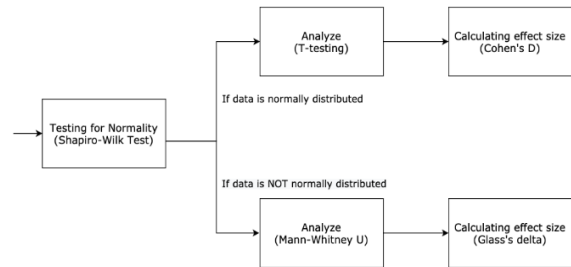 Analyze
(T-testing)
Calculating effect size
(Cohen's D)
If data is normally distributed
Testing for Normality
(Shapiro-Wilk Test)
If data is NOT normally distributed
Analyze
(Mann-Whitney U)
Calculating effect size
(Glass's delta)